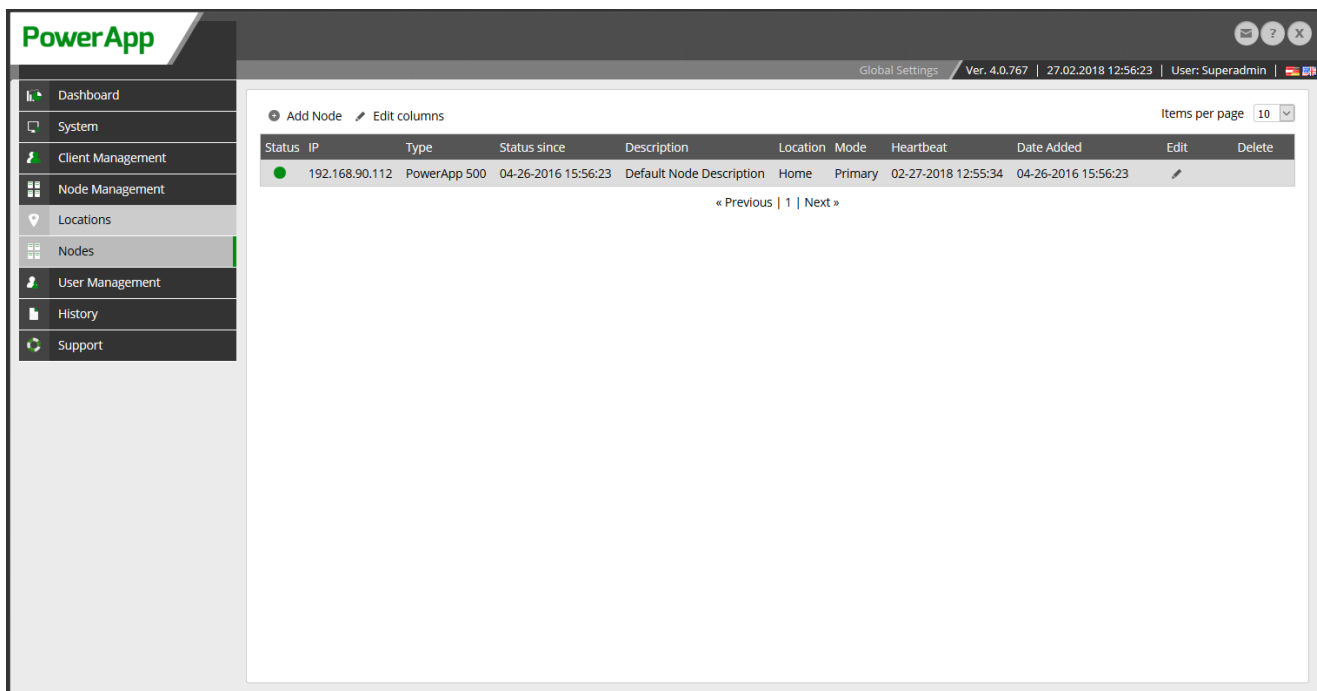 PowerApp
?
X
Global Settings
Ver. 4.0.767 | 27.02.2018 12:56:23 | User: Superadmin |
Dashboard
System
Client Management
Node Management
Locations
Nodes
User Management
History
Support
Add Node Edit columns
Items per page 10
Status IP Type Status since Description Location Mode Heartbeat Date Added Edit Delete
192.168.90.112 PowerApp 500 04-26-2016 15:56:23 Default Node Description Home Primary 02-27-2018 12:55:34 04-26-2016 15:56:23
« Previous | 1 | Next »